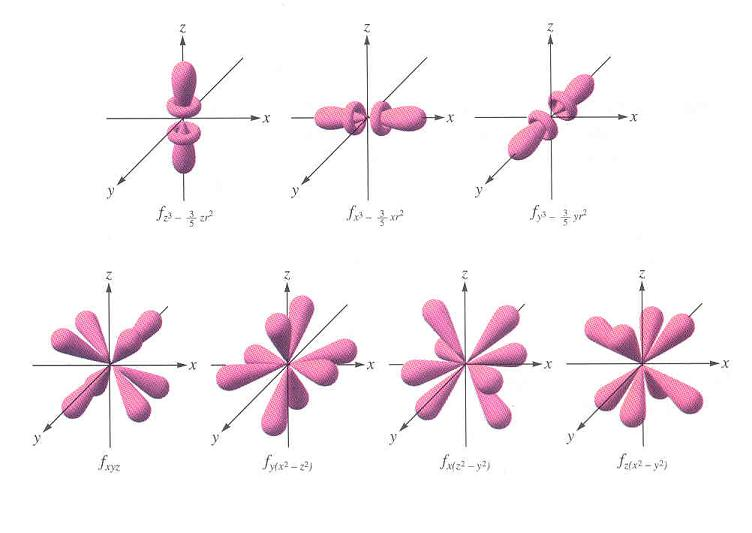 z z z
x x x
y y y
f_{z^3 - \frac{3}{5} zr^2} f_{x^3 - \frac{3}{5} xr^2} f_{y^3 - \frac{3}{5} yr^2}
z z z z
x x x x
y y y y
f_{xyz} f_{y(x^2 - z^2)} f_{x(z^2 - y^2)} f_{z(x^2 - y^2)}